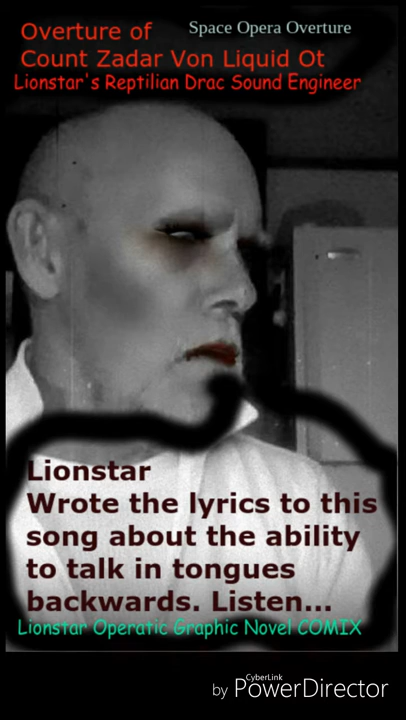 Space Opera Overture
Overture of
Count Zadar Von Liquid Ot
Lionstar's Reptilian Drac Sound Engineer
Lionstar
Wrote the lyrics to this
song about the ability
to talk in tongues
backwards. Listen...
Lionstar Operatic Graphic Novel COMIX
by CyberLink PowerDirector